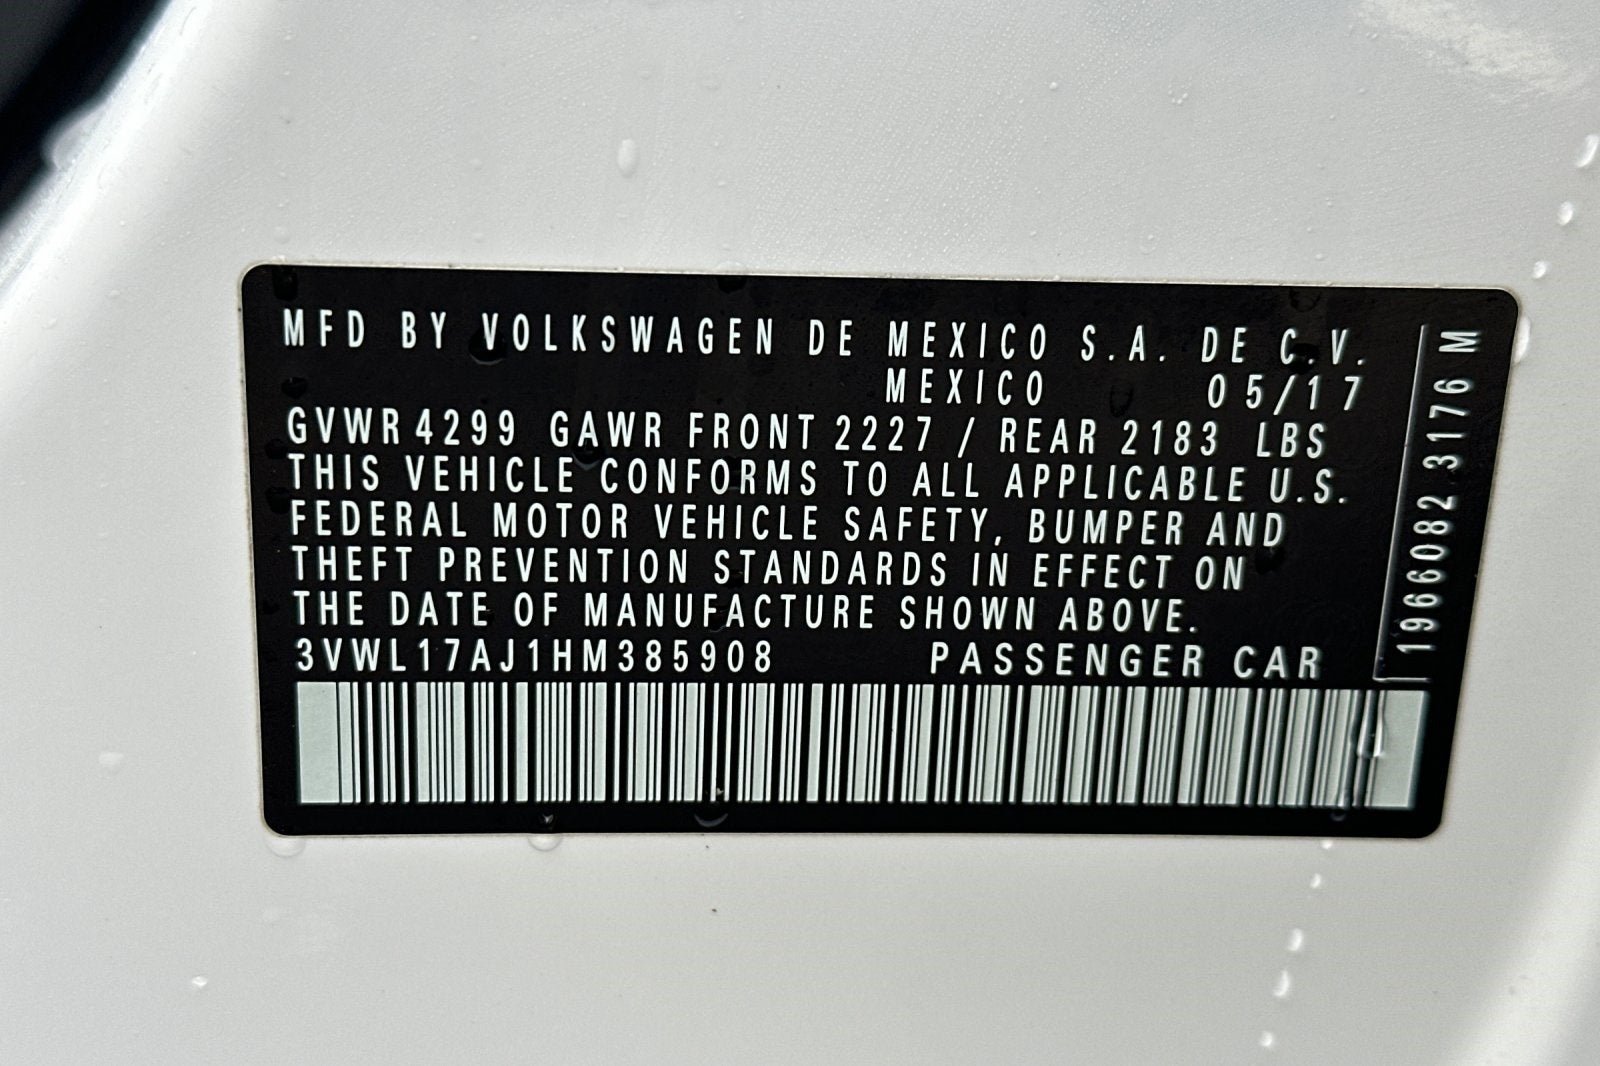 MFD BY VOLKSWAGEN DE MEXICO S.A. DE C.V.
MEXICO 05/17
GVWR 4299 GAWR FRONT 2227 / REAR 2183 LBS
THIS VEHICLE CONFORMS TO ALL APPLICABLE U.S.
FEDERAL MOTOR VEHICLE SAFETY, BUMPER AND
THEFT PREVENTION STANDARDS IN EFFECT ON
THE DATE OF MANUFACTURE SHOWN ABOVE.
3VWL17AJ1HM385908 PASSENGER CAR
1966082 3176 M